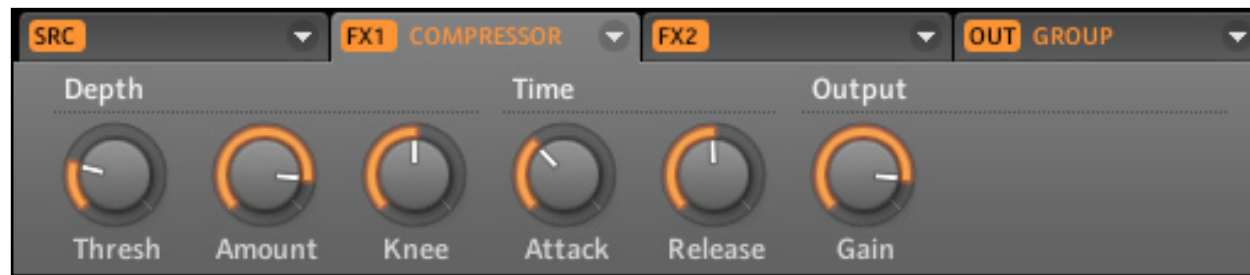 SRC FX1 COMPRESSOR FX2 OUT GROUP
Depth Time Output
Thresh Amount Knee Attack Release Gain